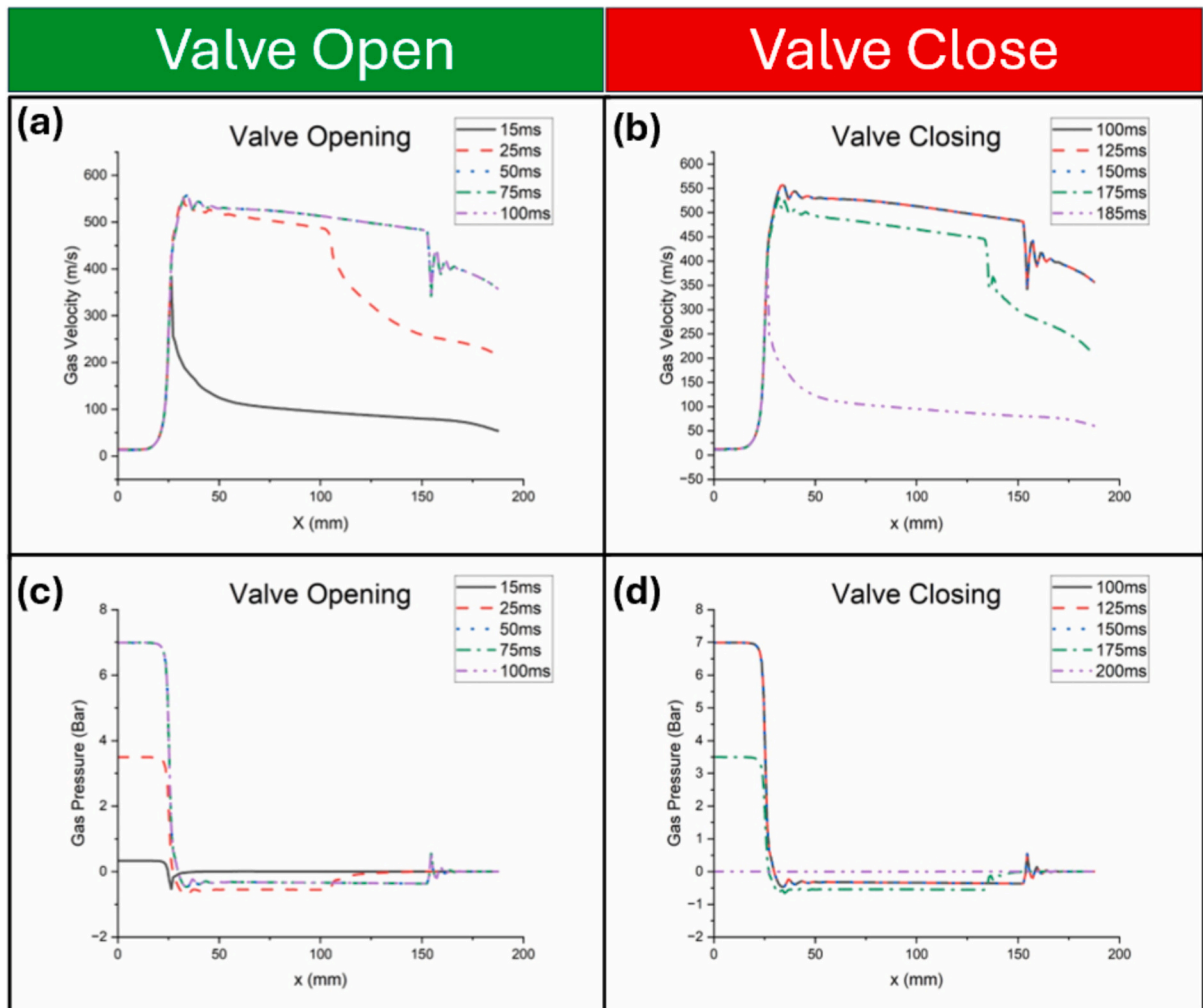 Valve Open
Valve Close
(a)
Valve Opening
15ms
25ms
50ms
75ms
100ms
600
500
400
300
200
100
0
Gas Velocity (m/s)
0
50
100
150
200
X (mm)
(b)
Valve Closing
100ms
125ms
150ms
175ms
185ms
600
550
500
450
400
350
300
250
200
150
100
50
0
−50
Gas Velocity (m/s)
0
50
100
150
200
x (mm)
(c)
Valve Opening
15ms
25ms
50ms
75ms
100ms
8
6
4
2
0
−2
Gas Pressure (Bar)
0
50
100
150
200
x (mm)
(d)
Valve Closing
100ms
125ms
150ms
175ms
200ms
8
7
6
5
4
3
2
1
0
−1
−2
Gas Pressure (Bar)
0
50
100
150
200
x (mm)